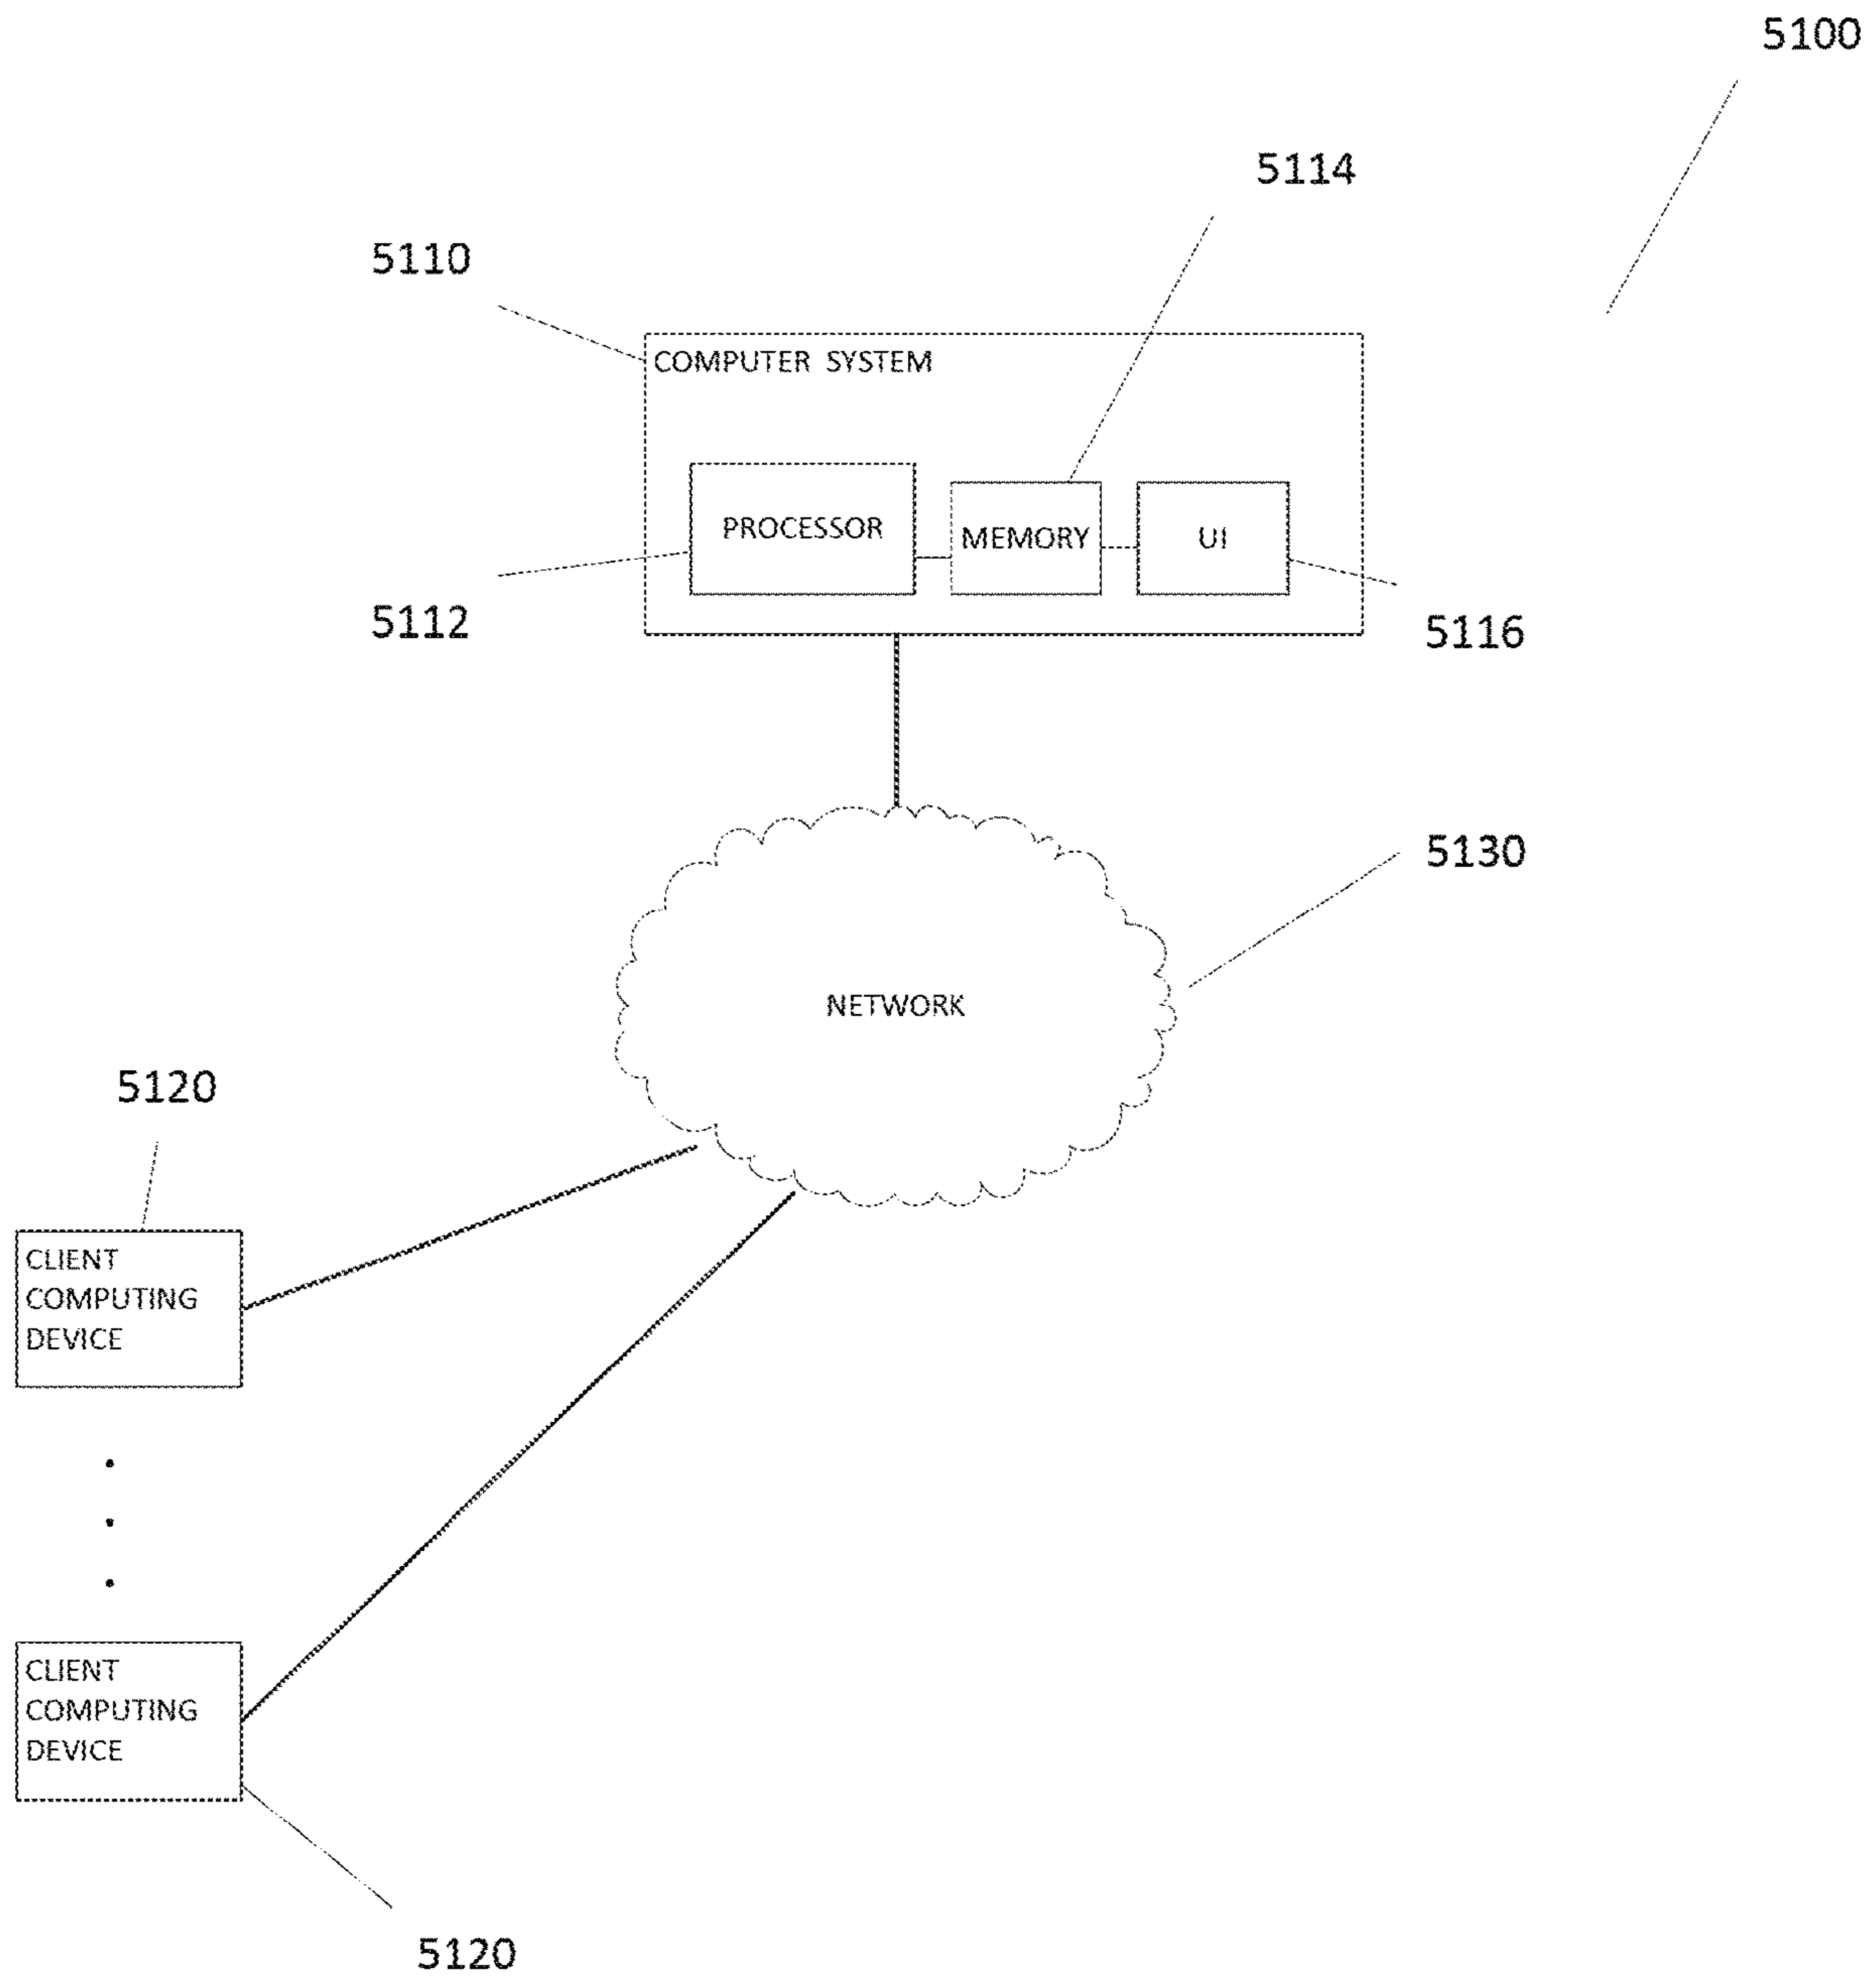 5100
5114
5110
COMPUTER SYSTEM
PROCESSOR
MEMORY
UI
5112
5116
5130
NETWORK
5120
CLIENT
COMPUTING
DEVICE
CLIENT
COMPUTING
DEVICE
5120